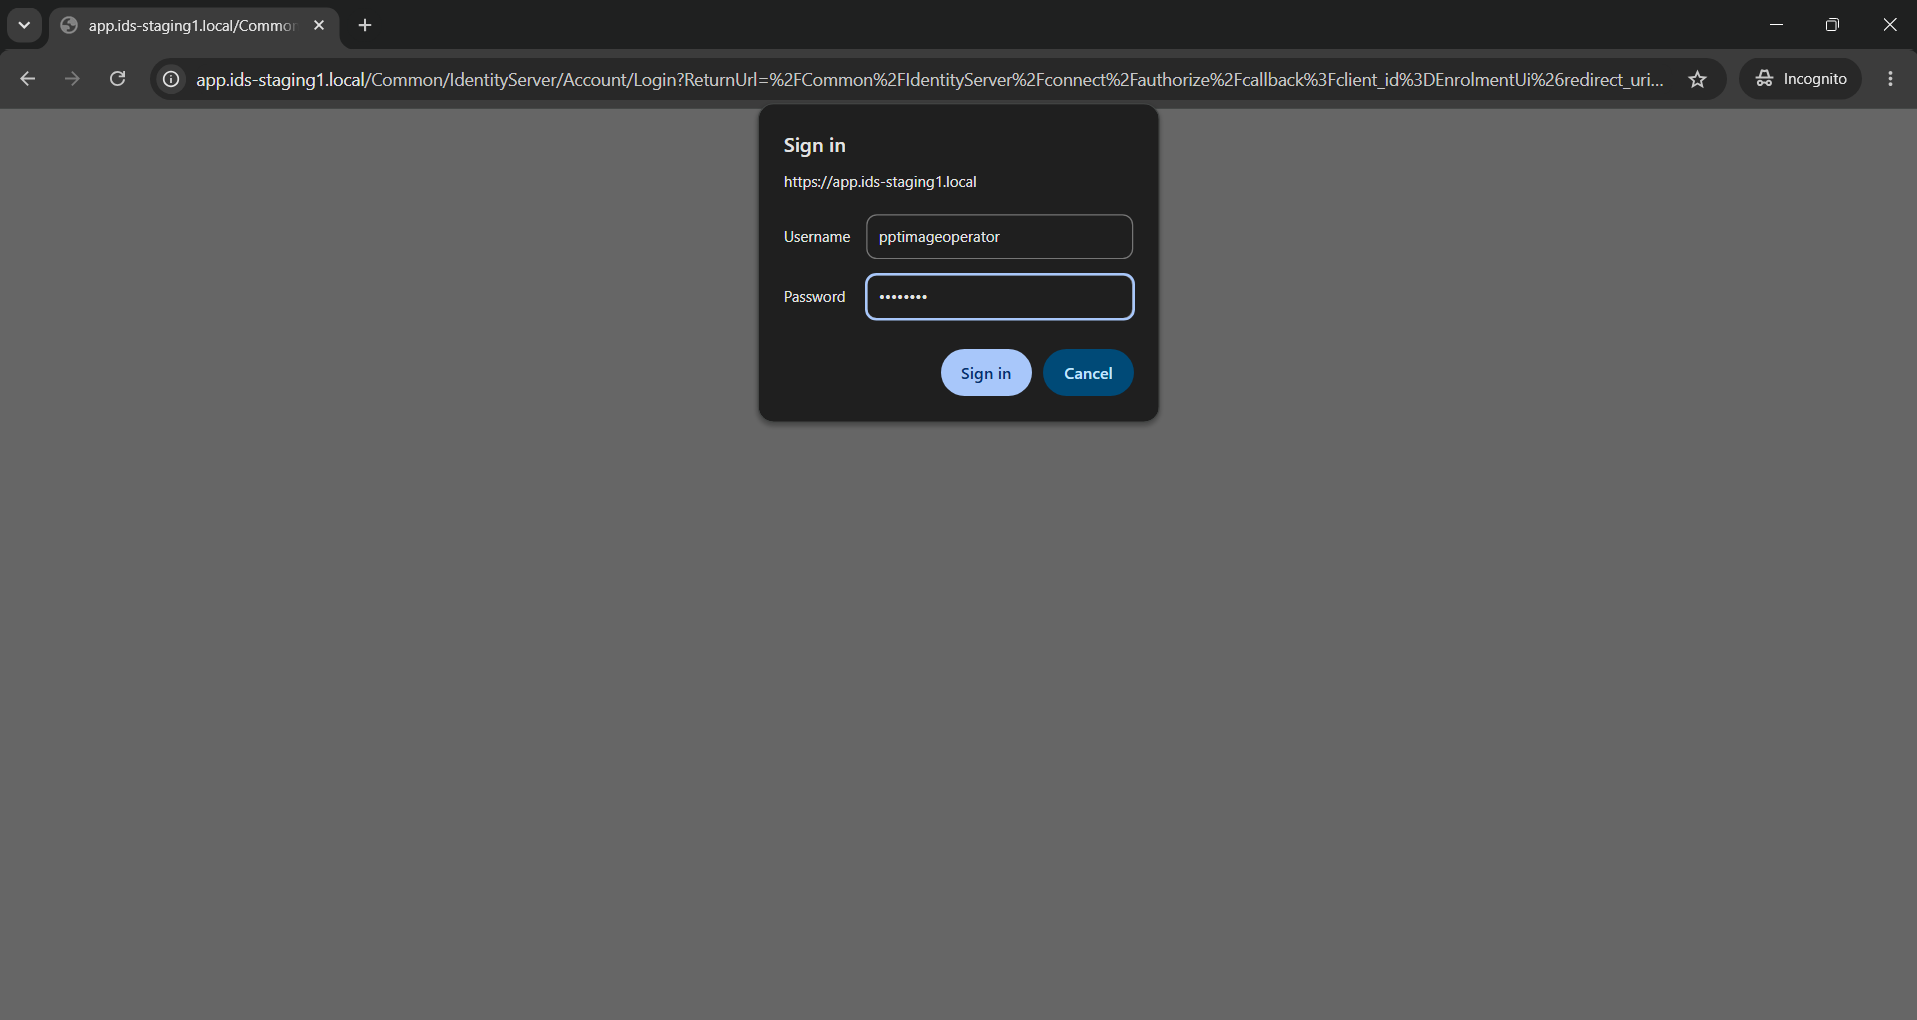 app.ids-staging1.local/Common
app.ids-staging1.local/Common/IdentityServer/Account/Login?ReturnUrl=%2FCommon%2FIdentityServer%2Fconnect%2Fauthorize%2Fcallback%3Fclient_id%3DEnrolmentUi%26redirect_uri...
Incognito
Sign in
https://app.ids-staging1.local
Username pptimageoperator
Password ••••••••
Sign in Cancel